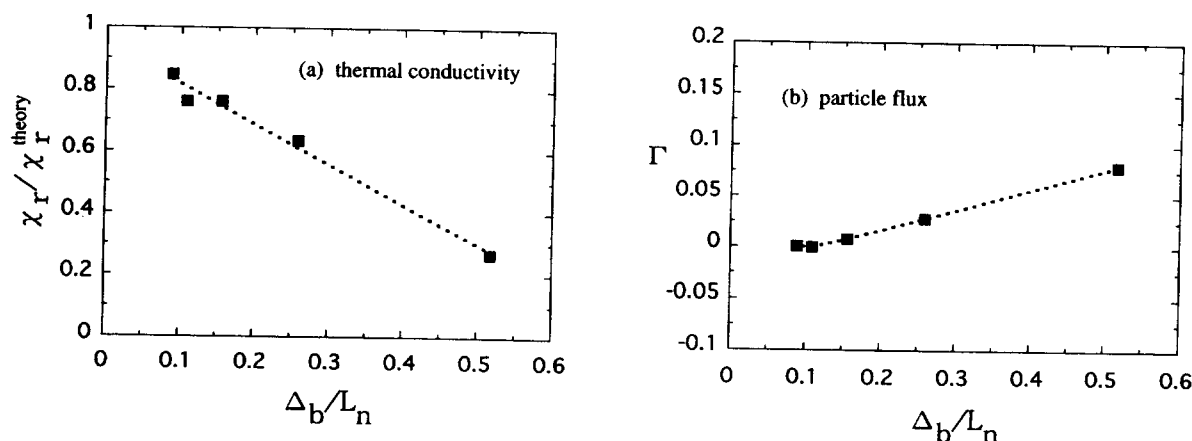 1
0.8
0.6
0.4
0.2
0
(a) thermal conductivity
χr / χr theory
0 0.1 0.2 0.3 0.4 0.5 0.6
Δb/Ln
0.2
0.15
0.1
0.05
0
-0.05
-0.1
(b) particle flux
Γ
0 0.1 0.2 0.3 0.4 0.5 0.6
Δb/Ln